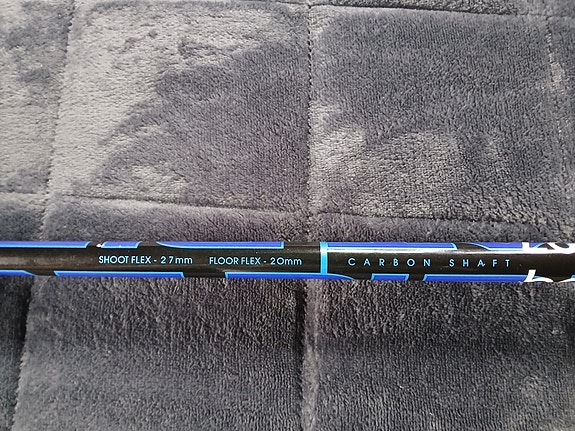 SHOOT FLEX - 27mm FLOOR FLEX - 20mm CARBON SHAFT